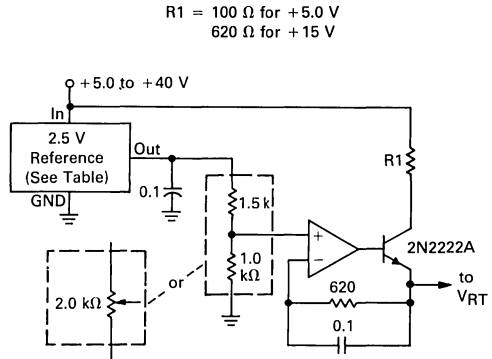 R1 = 100 Ω for +5.0 V
620 Ω for +15 V
+5.0 to +40 V
In
2.5 V
Reference
(See Table)
Out
GND
0.1
1.5 k
R1
+
−
2N2222A
1.0
kΩ
or
2.0 kΩ
620
to
VRT
0.1